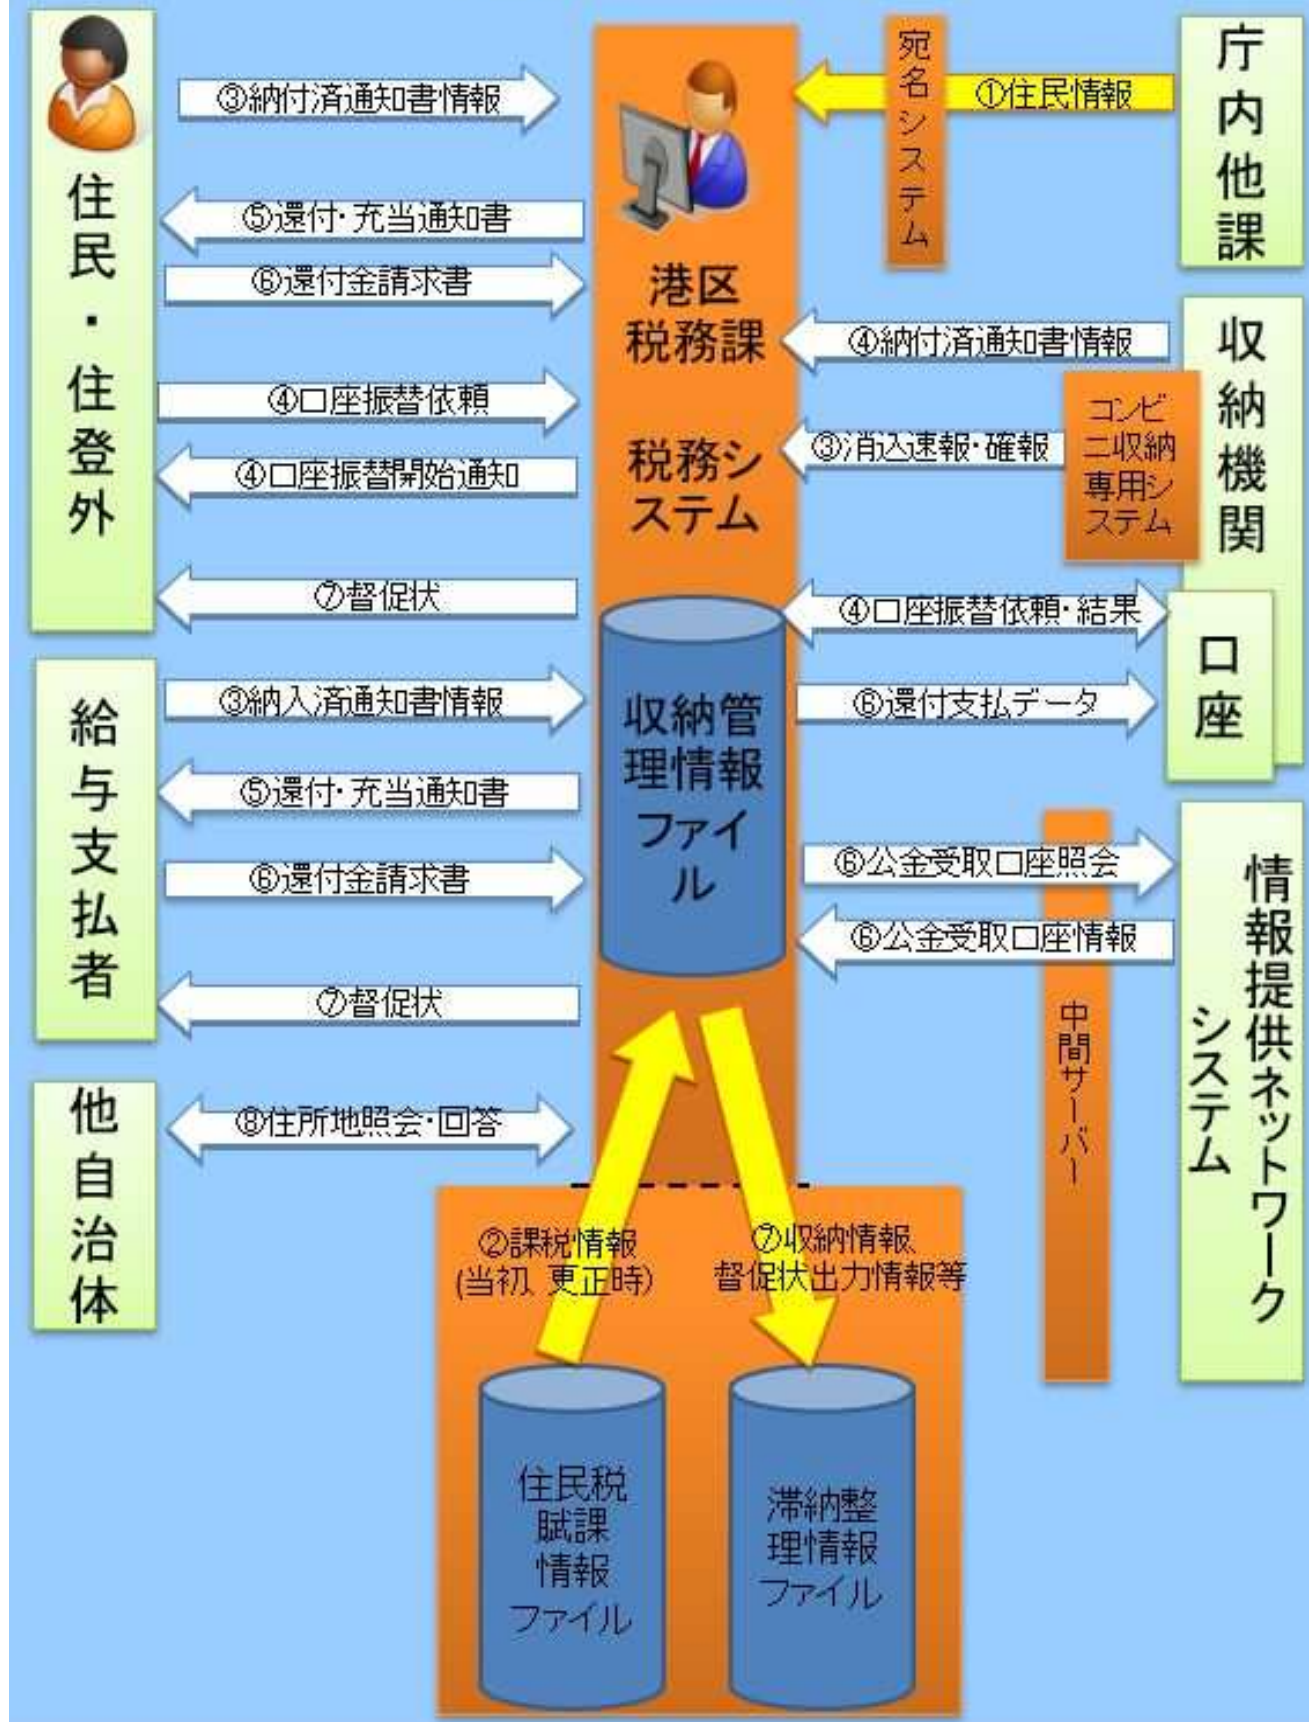 住民・住登外
③納付済通知書情報
⑤還付・充当通知書
⑥還付金請求書
④口座振替依頼
④口座振替開始通知
⑦督促状
給与支払者
③納入済通知書情報
⑤還付・充当通知書
⑥還付金請求書
⑦督促状
他自治体
⑧住所地照会・回答
港区
税務課
税務シ
ステム
収納管
理情報
ファイ
ル
宛名システム
①住民情報
庁内他課
④納付済通知書情報
収納機関
③消込速報・確報
コンビ
ニ収納
専用シ
ステム
④口座振替依頼・結果
⑥還付支払データ
口座
⑥公金受取口座照会
⑥公金受取口座情報
中間サーバー
情報提供ネットワーク
システム
②課税情報
(当初、更正時)
⑦収納情報、
督促状出力情報等
住民税
賦課
情報
ファイル
滞納整
理情報
ファイル